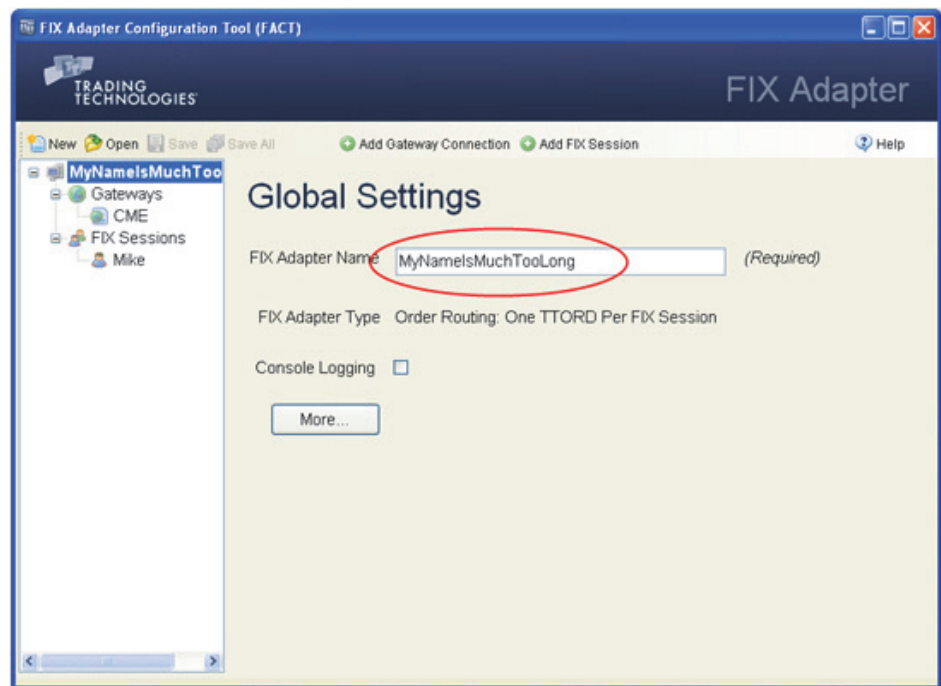 FIX Adapter Configuration Tool (FACT)
TRADING
TECHNOLOGIES
FIX Adapter
New Open Save Save All Add Gateway Connection Add FIX Session Help
MyNameIsMuchToo
Gateways
CME
FIX Sessions
Mike
Global Settings
FIX Adapter Name MyNameIsMuchTooLong (Required)
FIX Adapter Type Order Routing: One TTORD Per FIX Session
Console Logging
More...